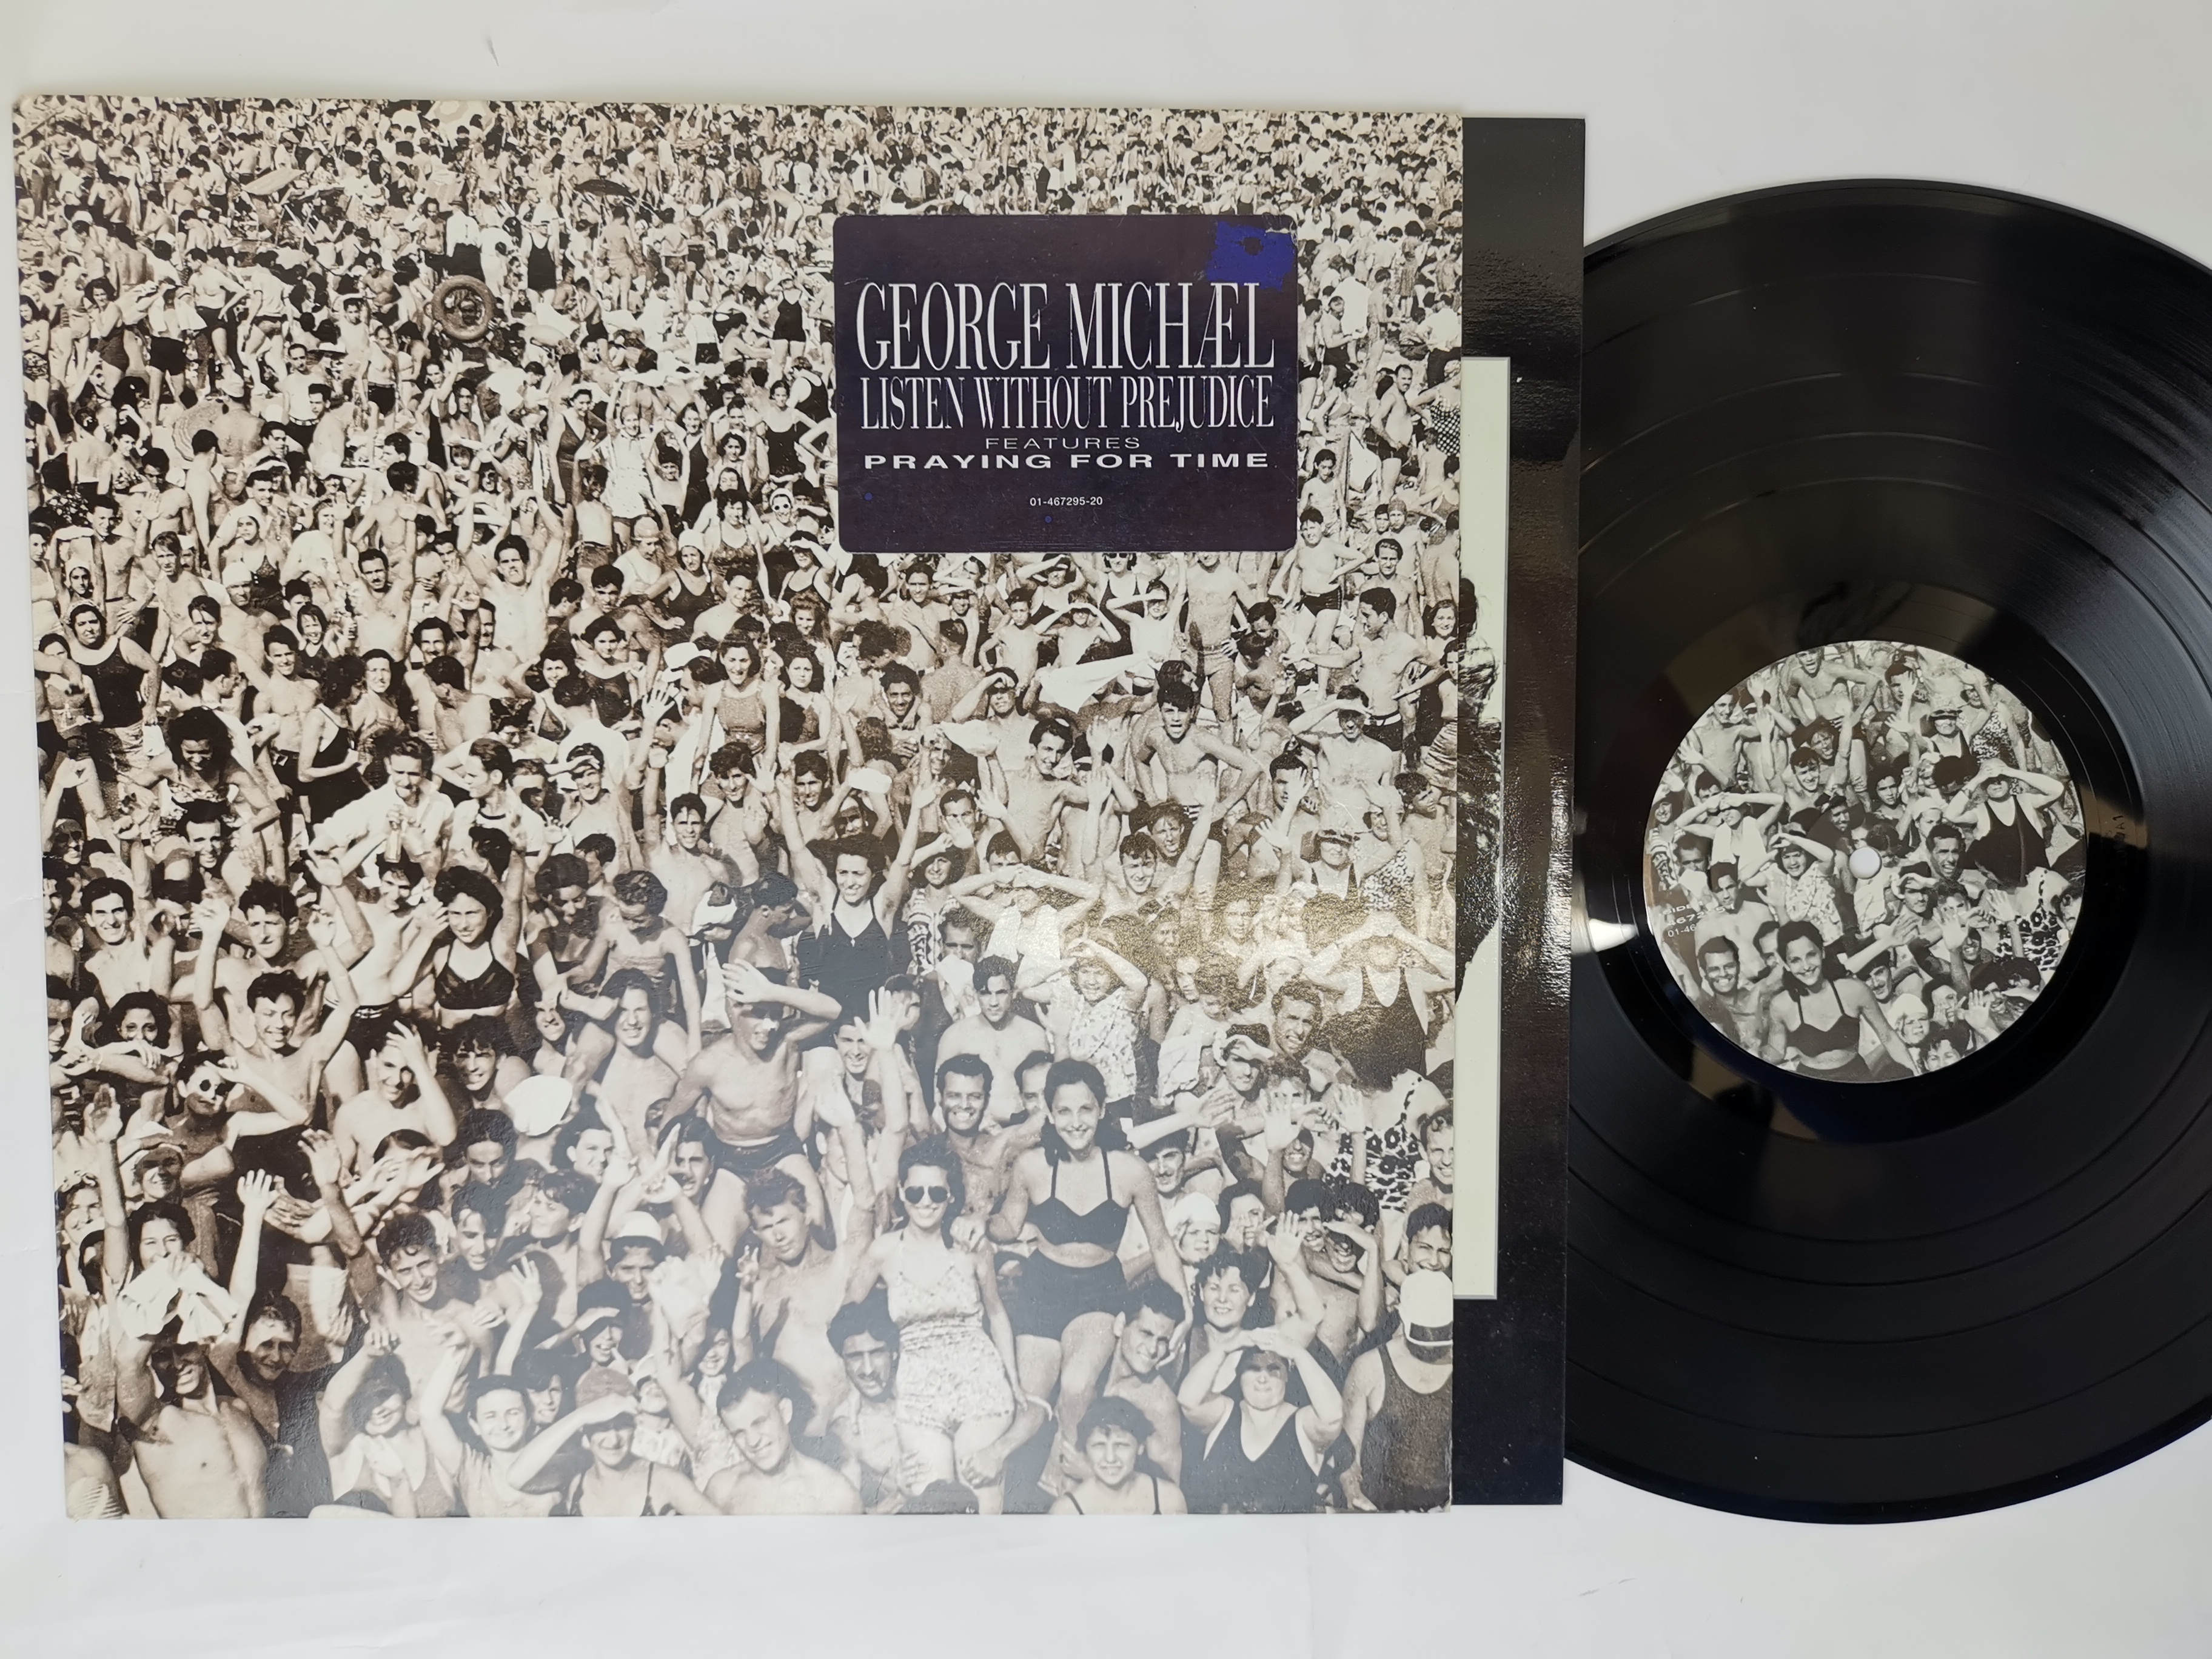 GEORGE MICHÆL
LISTEN WITHOUT PREJUDICE
FEATURES
PRAYING FOR TIME
01-467295-20